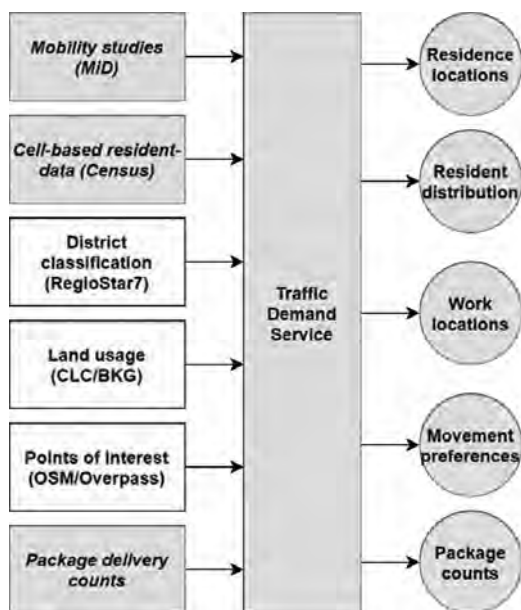 Mobility studies
(MiD)
Cell-based resident-
data (Census)
District
classification
(RegioStar7)
Land usage
(CLC/BKG)
Points of interest
(OSM/Overpass)
Package delivery
counts
Traffic
Demand
Service
Residence
locations
Resident
distribution
Work
locations
Movement
preferences
Package
counts